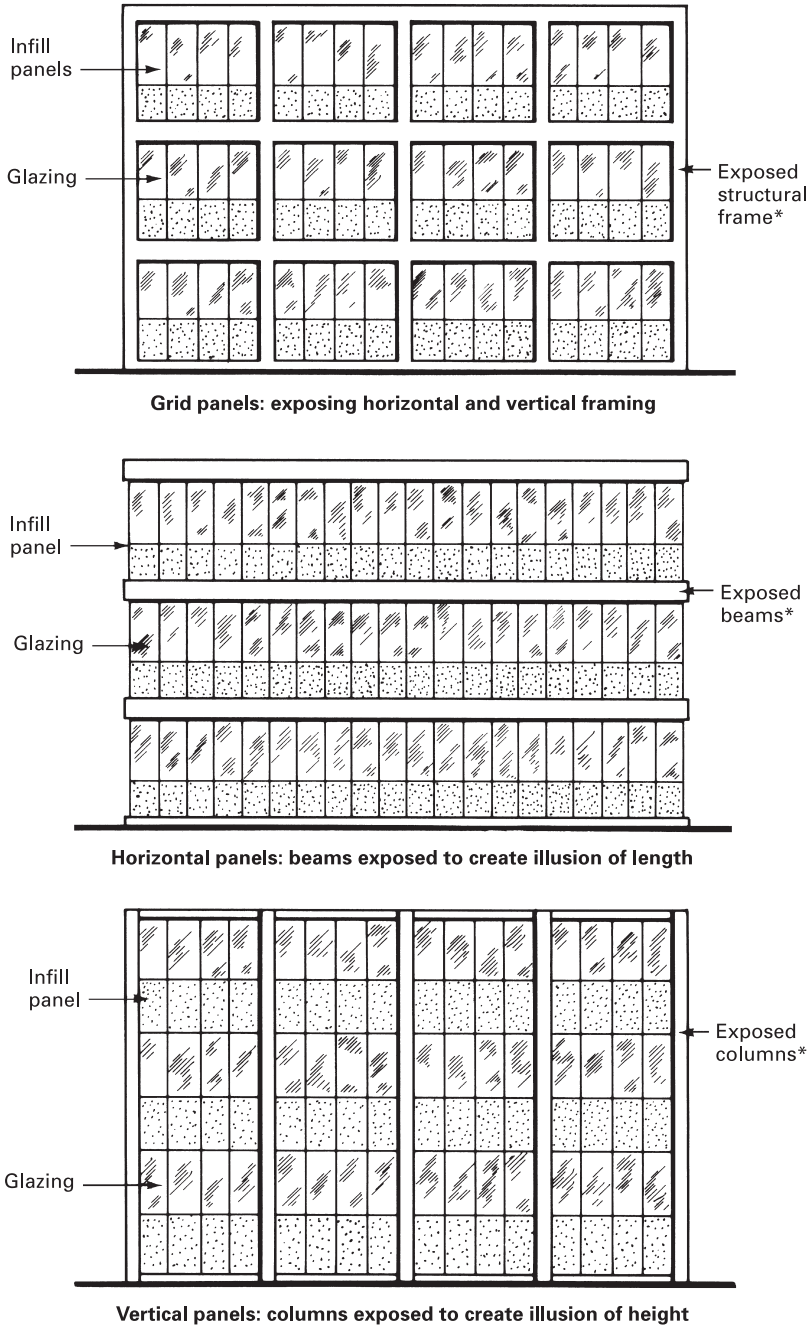 Infill
panels
Glazing
Exposed
structural
frame*
Grid panels: exposing horizontal and vertical framing
Infill
panel
Exposed
beams*
Glazing
Horizontal panels: beams exposed to create illusion of length
Infill
panel
Exposed
columns*
Glazing
Vertical panels: columns exposed to create illusion of height